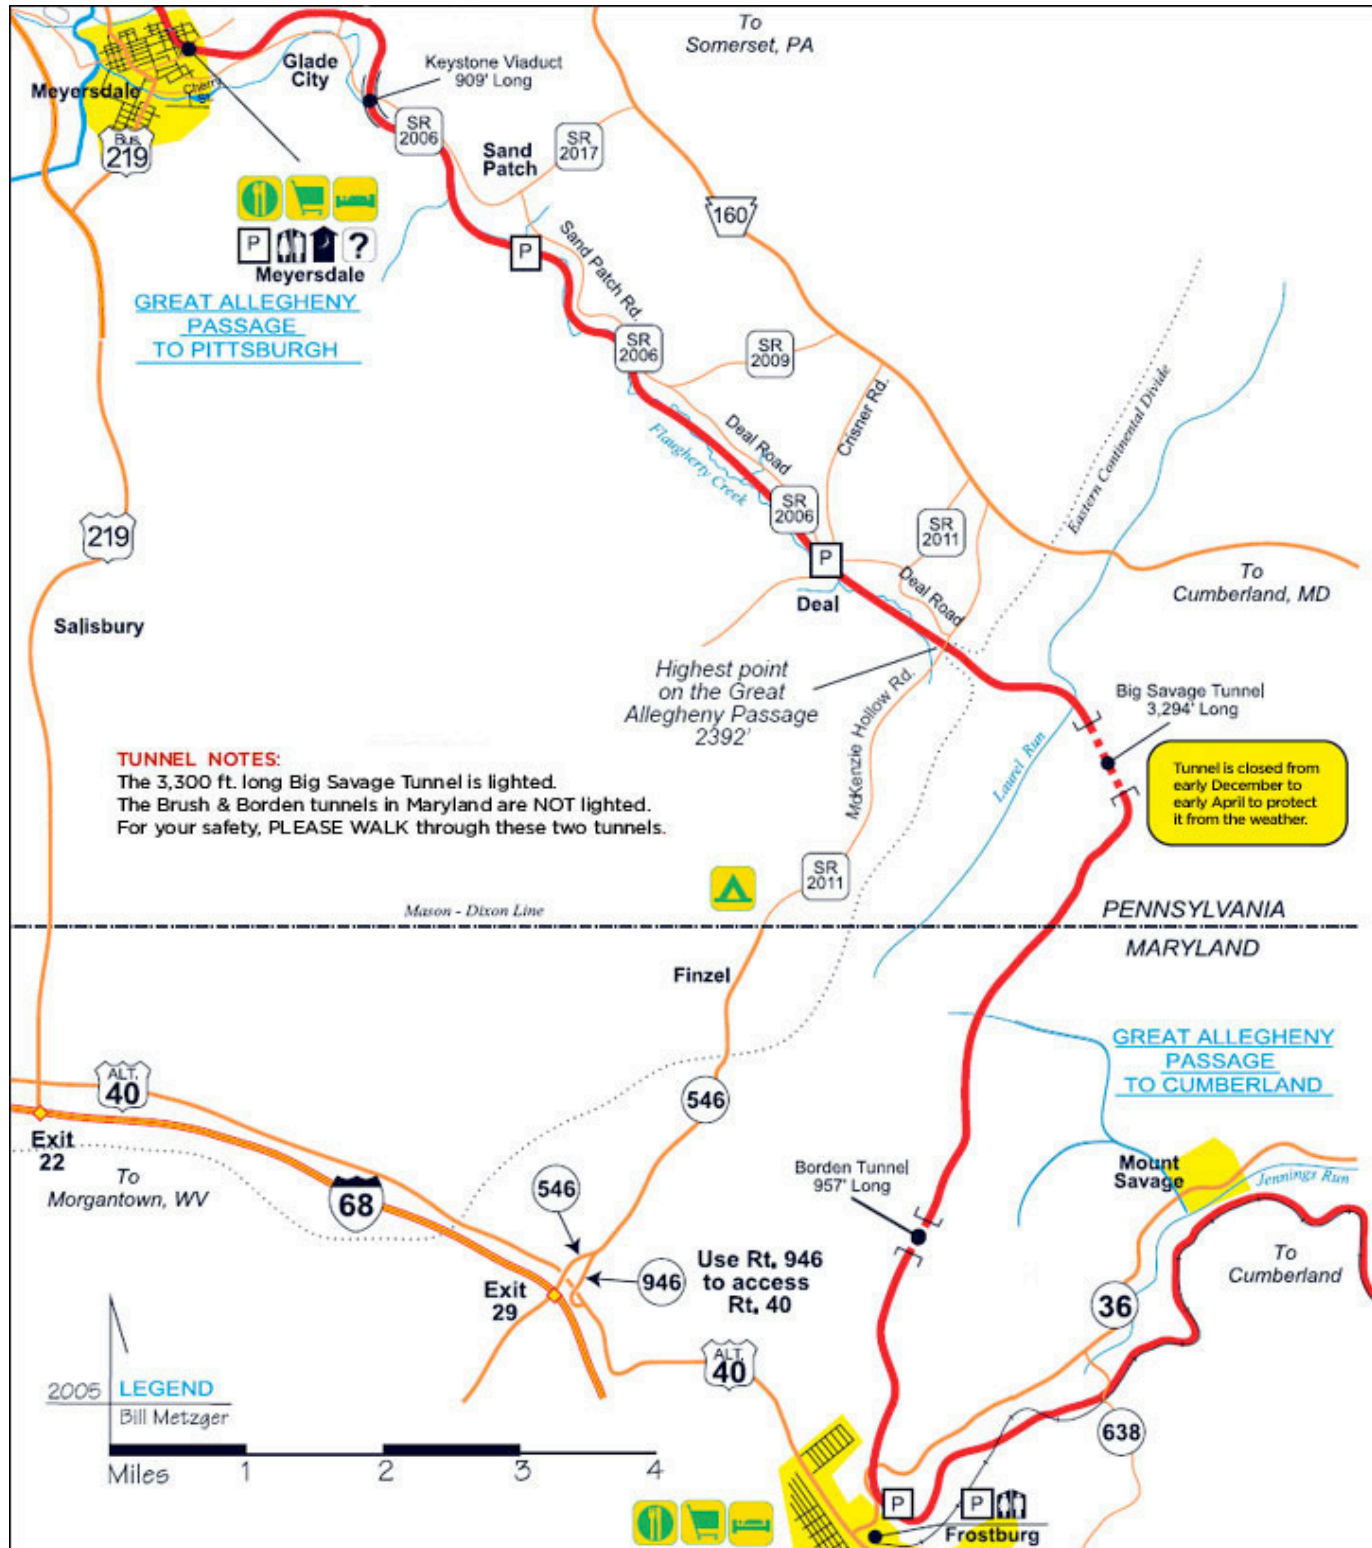 To
Somerset, PA
Glade
City
Keystone Viaduct
909' Long
Meyersdale
Cherry
St.
Bus.
219
SR
2006
Sand
Patch
SR
2017
160
P
?
Meyersdale
P
Sand Patch Rd.
GREAT ALLEGHENY
PASSAGE
TO PITTSBURGH
SR
2006
SR
2009
Crisner Rd.
Eastern Continental Divide
Deal Road
Flaugherty Creek
SR
2006
SR
2011
219
P
To
Cumberland, MD
Deal
Deal Road
Salisbury
Highest point
on the Great
Allegheny Passage
2392'
McKenzie Hollow Rd.
Big Savage Tunnel
3,294' Long
Laurel Run
TUNNEL NOTES:
The 3,300 ft. long Big Savage Tunnel is lighted.
The Brush & Borden tunnels in Maryland are NOT lighted.
For your safety, PLEASE WALK through these two tunnels.
Tunnel is closed from
early December to
early April to protect
it from the weather.
SR
2011
Mason - Dixon Line
PENNSYLVANIA
MARYLAND
Finzel
GREAT ALLEGHENY
PASSAGE
TO CUMBERLAND
ALT.
40
546
Exit
22
To
Morgantown, WV
68
546
Borden Tunnel
957' Long
Mount
Savage
Jennings Run
946
Use Rt. 946
to access
Rt. 40
Exit
29
To
Cumberland
36
ALT.
40
2005
LEGEND
Bill Metzger
638
Miles
1
2
3
4
P
P
Frostburg